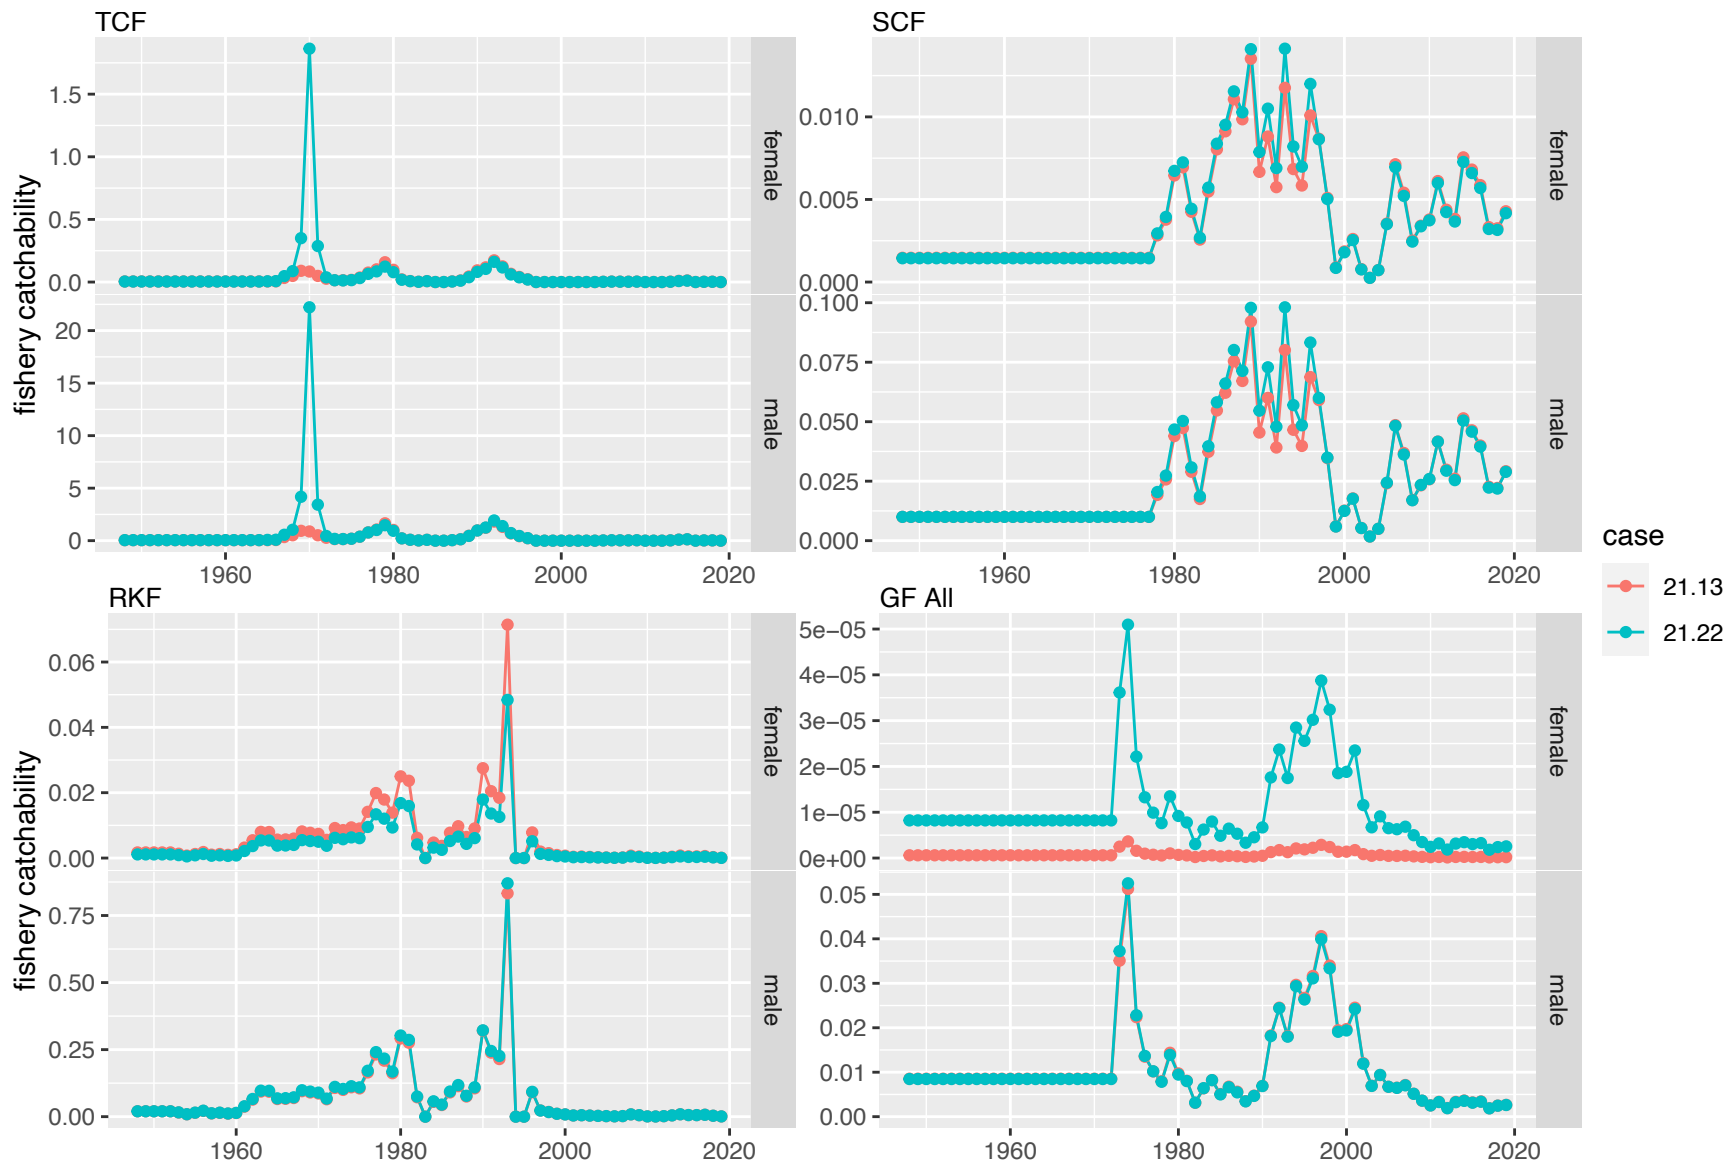 TCF
fishery catchability
1.5
1.0
0.5
0.0
female
20
15
10
5
0
male
1960
1980
2000
2020
SCF
0.010
0.005
0.000
female
0.100
0.075
0.050
0.025
0.000
male
1960
1980
2000
2020
RKF
fishery catchability
0.06
0.04
0.02
0.00
female
0.75
0.50
0.25
0.00
male
1960
1980
2000
2020
GF All
5e−05
4e−05
3e−05
2e−05
1e−05
0e+00
female
0.05
0.04
0.03
0.02
0.01
0.00
male
1960
1980
2000
2020
case
21.13
21.22